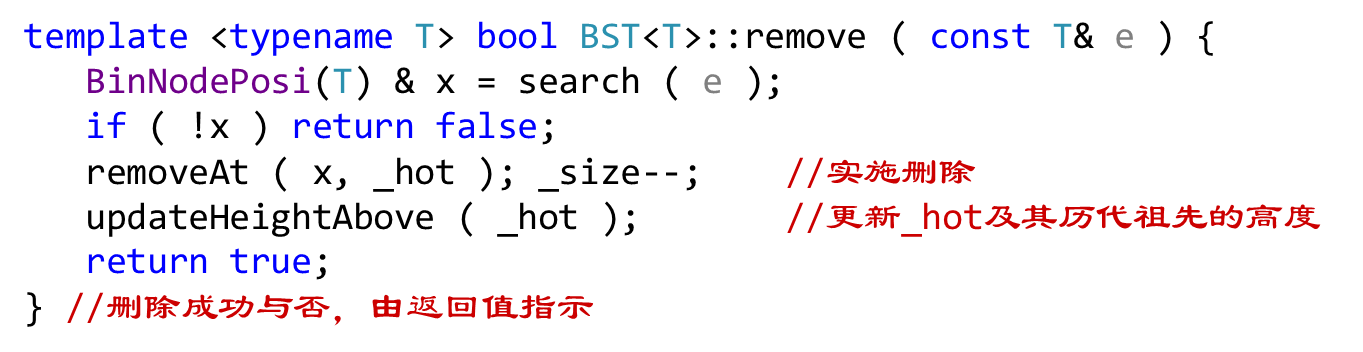 template <typename T> bool BST<T>::remove ( const T& e ) {
BinNodePosi(T) & x = search ( e );
if ( !x ) return false;
removeAt ( x, _hot ); _size--; //实施删除
updateHeightAbove ( _hot ); //更新_hot及其历代祖先的高度
return true;
} //删除成功与否，由返回值指示